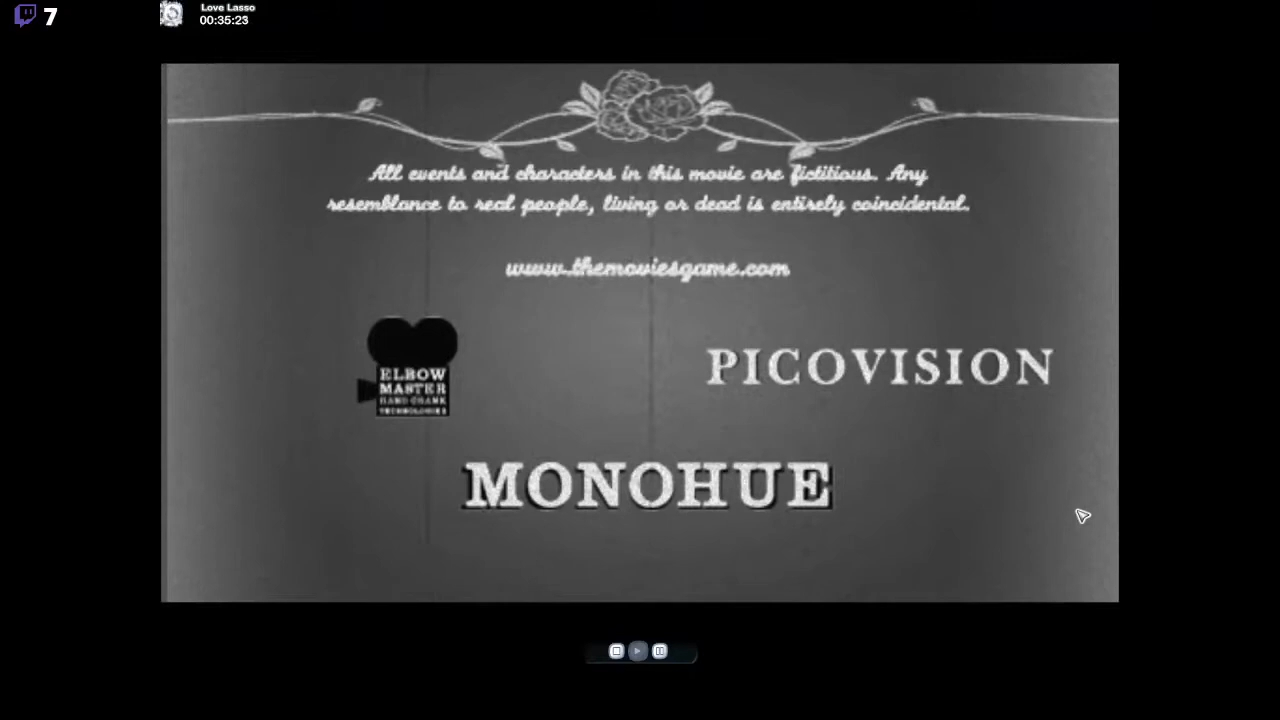 7
Love Lasso
00:35:23
All events and characters in this movie are fictitious. Any
resemblance to real people, living or dead is entirely coincidental.
www.themoviesgame.com
ELBOW
MASTER
HAND CRANK
TECHNOLOGIES
PICOVISION
MONOHUE